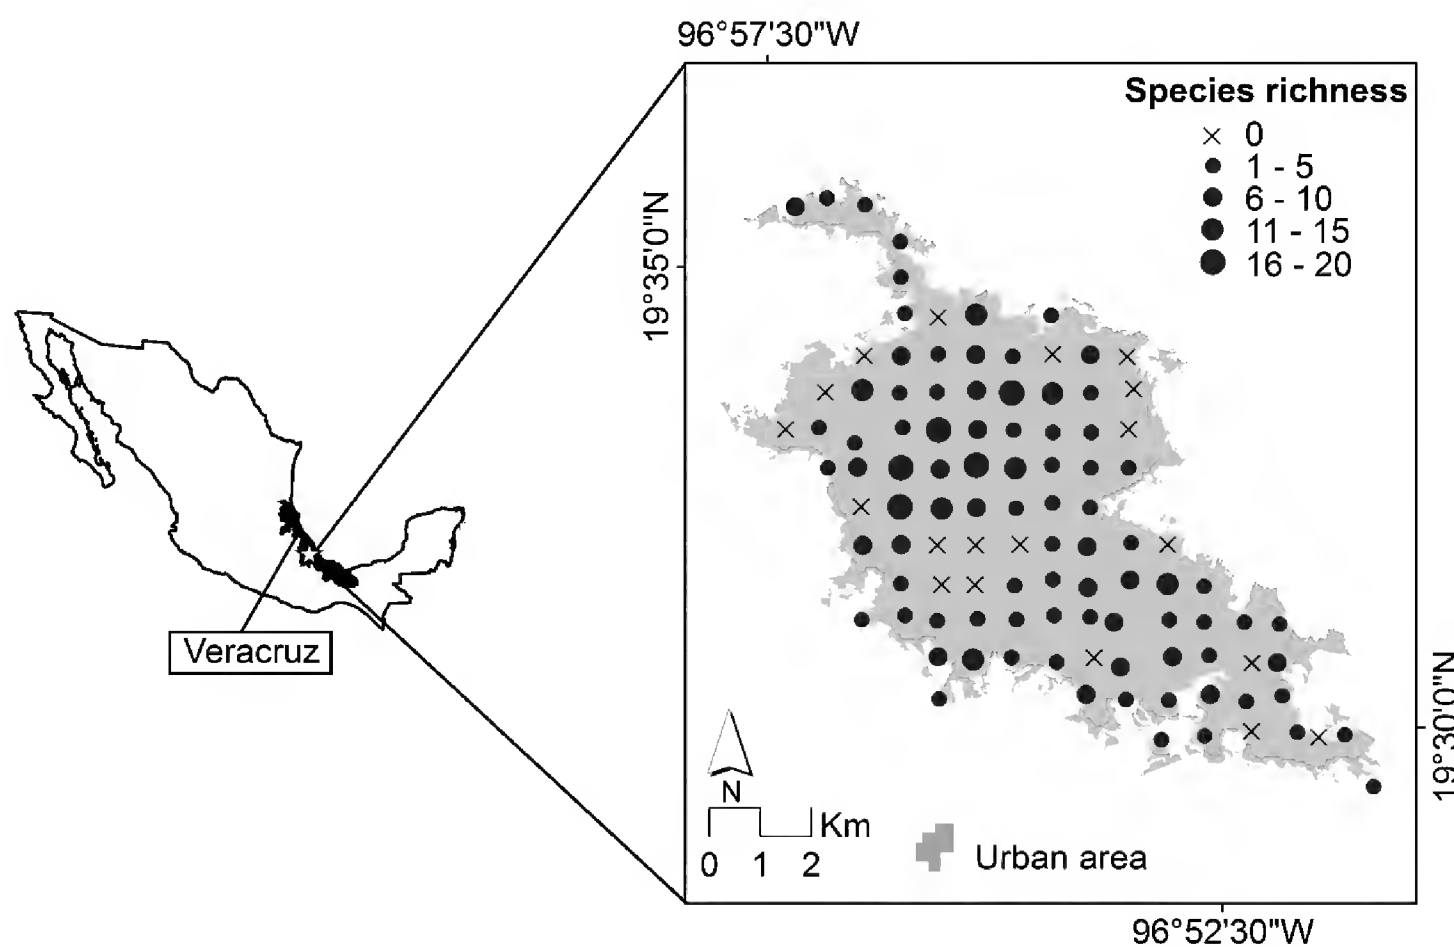 96°57'30"W
Species richness
0
1 - 5
6 - 10
11 - 15
16 - 20
19°35'0"N
Veracruz
19°30'0"N
N
Km
0 1 2
Urban area
96°52'30"W